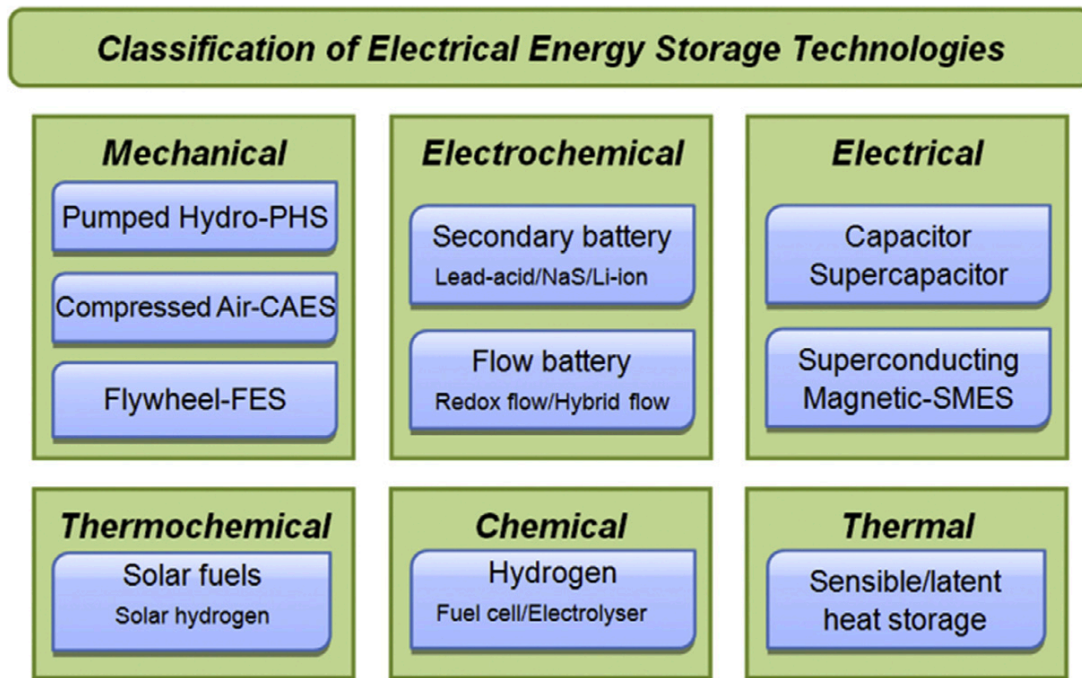 Classification of Electrical Energy Storage Technologies
Mechanical
Pumped Hydro-PHS
Compressed Air-CAES
Flywheel-FES
Electrochemical
Secondary battery
Lead-acid/NaS/Li-ion
Flow battery
Redox flow/Hybrid flow
Electrical
Capacitor
Supercapacitor
Superconducting
Magnetic-SMES
Thermochemical
Solar fuels
Solar hydrogen
Chemical
Hydrogen
Fuel cell/Electrolyser
Thermal
Sensible/latent
heat storage